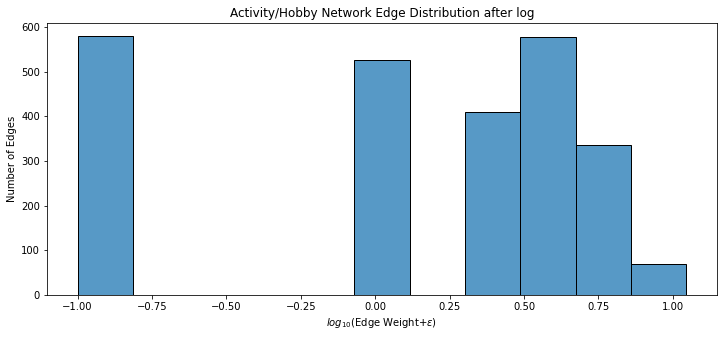 Activity/Hobby Network Edge Distribution after log
600
500
400
300
200
100
0
Number of Edges
−1.00 −0.75 −0.50 −0.25 0.00 0.25 0.50 0.75 1.00
log₁₀(Edge Weight+ε)